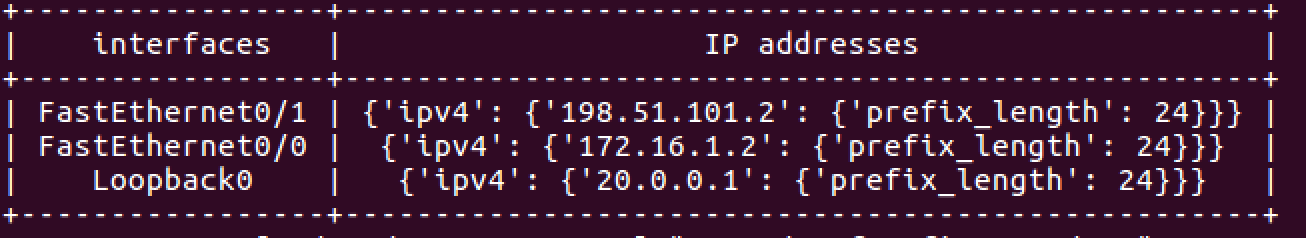 +-----------------+---------------------------------------------------+
|    interfaces   |                    IP addresses                   |
+-----------------+---------------------------------------------------+
| FastEthernet0/1 | {'ipv4': {'198.51.101.2': {'prefix_length': 24}}} |
| FastEthernet0/0 |  {'ipv4': {'172.16.1.2': {'prefix_length': 24}}}  |
|    Loopback0    |   {'ipv4': {'20.0.0.1': {'prefix_length': 24}}}   |
+-----------------+---------------------------------------------------+